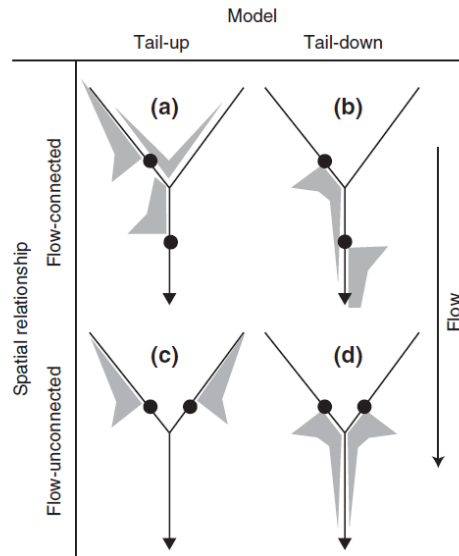 Model
Tail-up
Tail-down
Spatial relationship
Flow-connected
(a)
(b)
Flow
Flow-unconnected
(c)
(d)